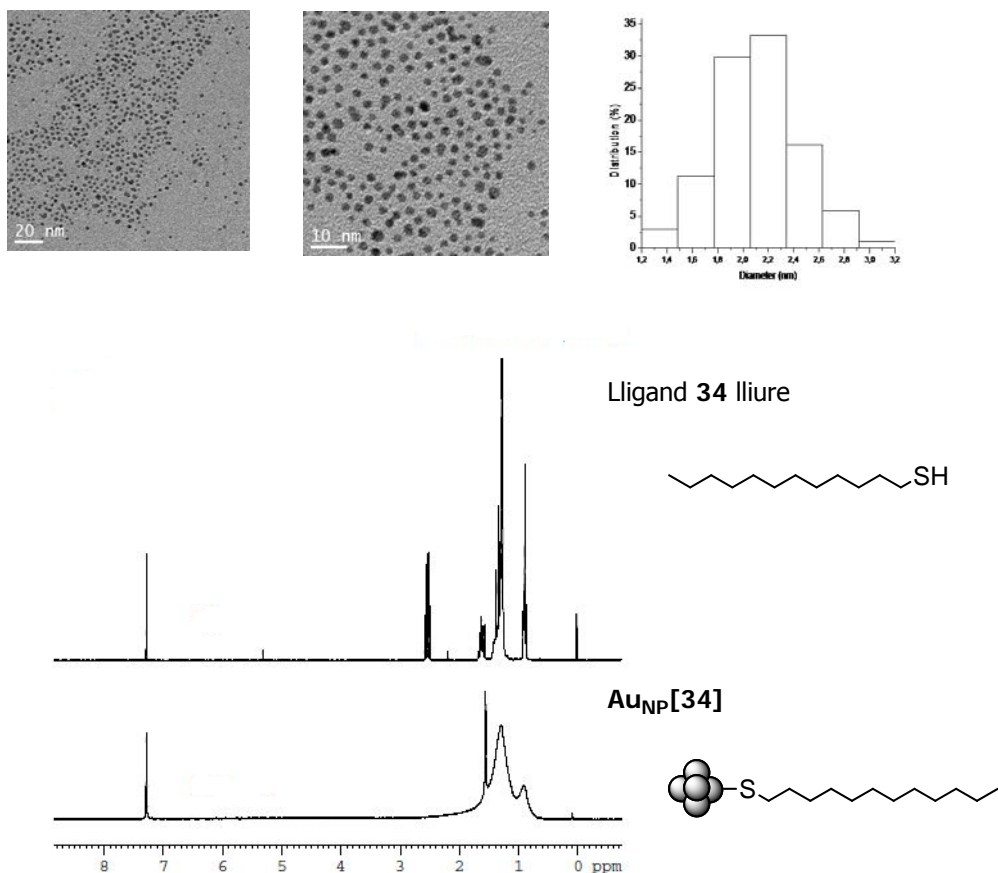 20 nm
10 nm
Distribution (%)
35
30
25
20
15
10
5
0
1,2 1,4 1,6 1,8 2,0 2,2 2,4 2,6 2,8 3,0 3,2
Diameter (nm)
Lligand 34 lliure
SH
AuNP[34]
S
8 7 6 5 4 3 2 1 0 ppm